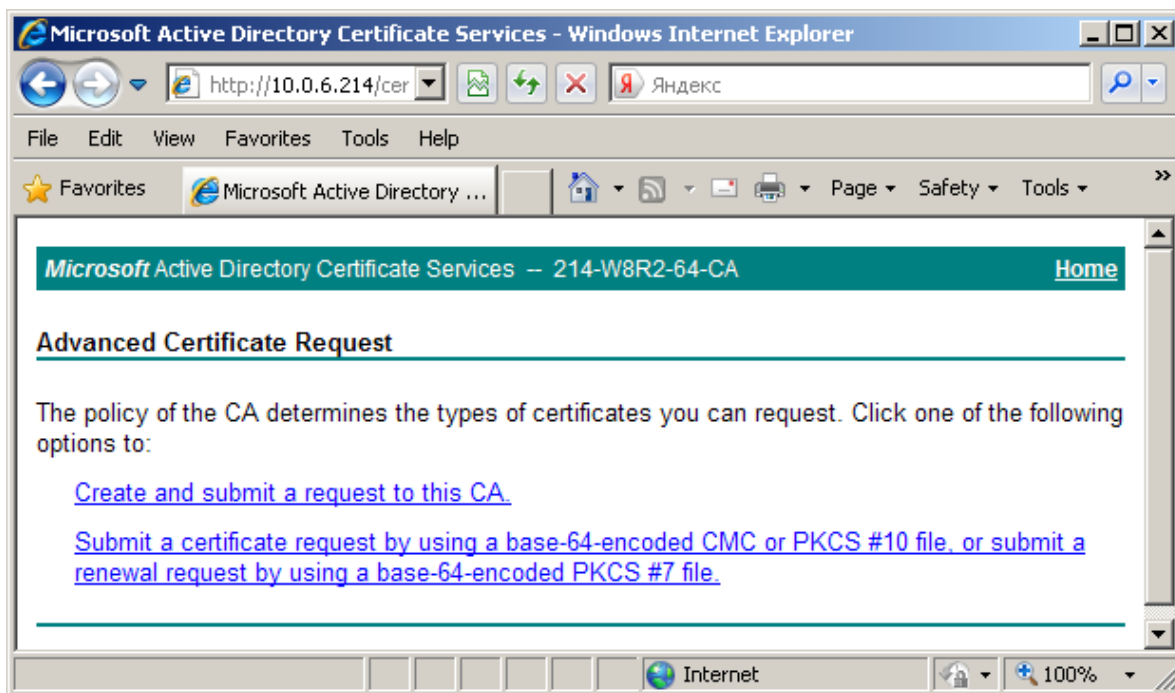 Microsoft Active Directory Certificate Services - Windows Internet Explorer
http://10.0.6.214/cer
Яндекс
File Edit View Favorites Tools Help
Favorites Microsoft Active Directory ... Page Safety Tools »
Microsoft Active Directory Certificate Services -- 214-W8R2-64-CA Home
Advanced Certificate Request
The policy of the CA determines the types of certificates you can request. Click one of the following
options to:
Create and submit a request to this CA.
Submit a certificate request by using a base-64-encoded CMC or PKCS #10 file, or submit a
renewal request by using a base-64-encoded PKCS #7 file.
Internet 100%